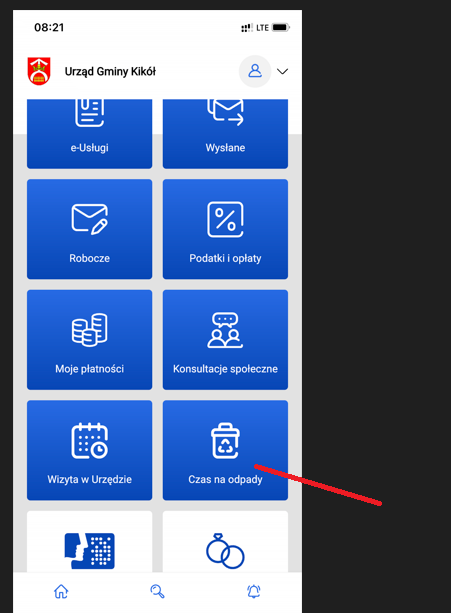 08:21
LTE
Urząd Gminy Kikół
e-Usługi
Wysłane
Robocze
Podatki i opłaty
Moje płatności
Konsultacje społeczne
Wizyta w Urzędzie
Czas na odpady